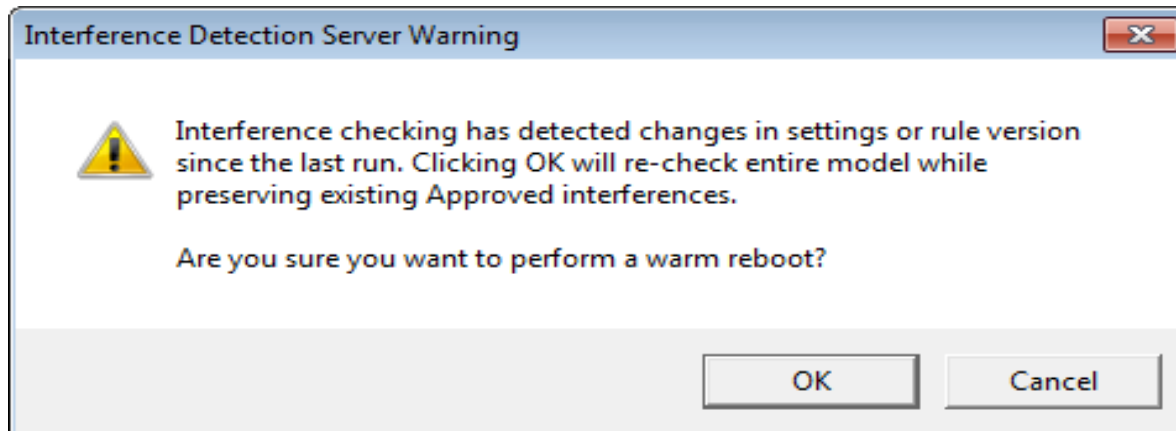 Interference Detection Server Warning
Interference checking has detected changes in settings or rule version
since the last run. Clicking OK will re-check entire model while
preserving existing Approved interferences.
Are you sure you want to perform a warm reboot?
OK
Cancel